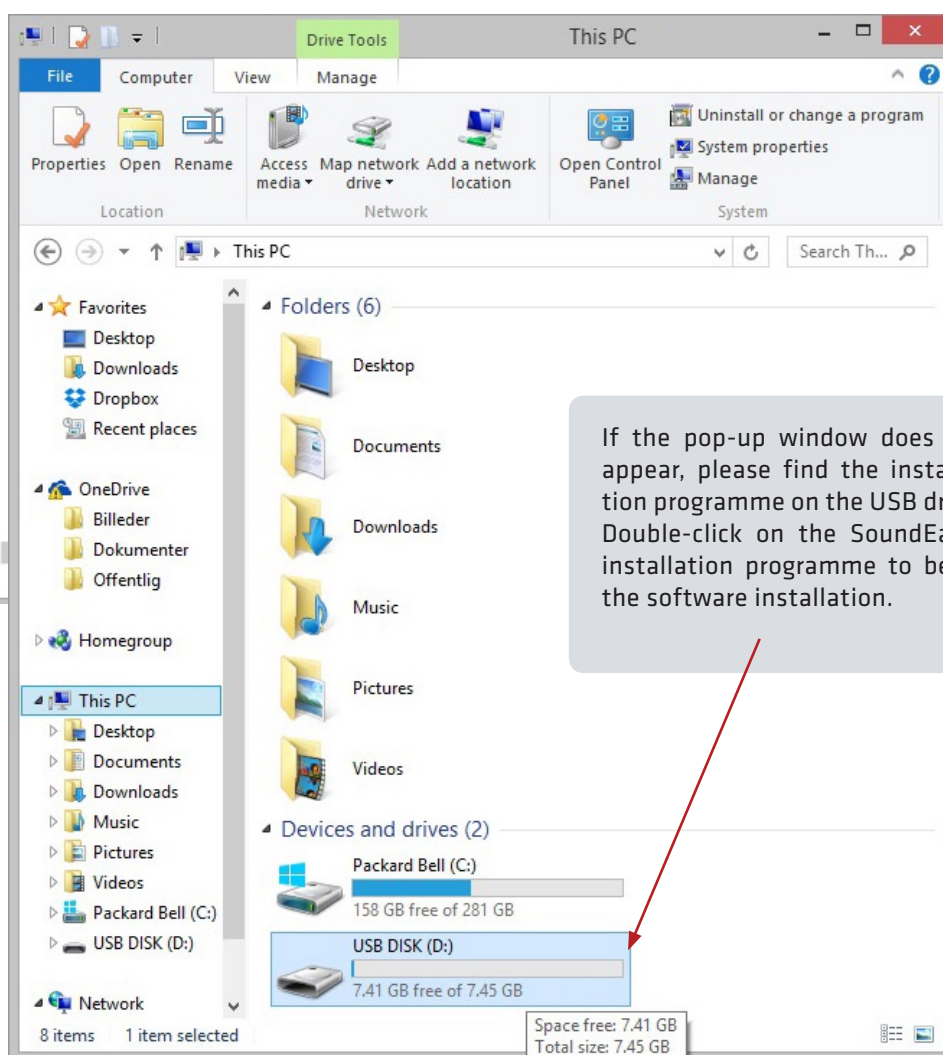 Drive Tools
This PC
File Computer View Manage
Properties Open Rename
Access media
Map network drive
Add a network location
Open Control Panel
Uninstall or change a program
System properties
Manage
Location Network System
This PC
Search Th...
Favorites
Desktop
Downloads
Dropbox
Recent places
OneDrive
Billeder
Dokumenter
Offentlig
Homegroup
This PC
Desktop
Documents
Downloads
Music
Pictures
Videos
Packard Bell (C:)
USB DISK (D:)
Network
Folders (6)
Desktop
Documents
Downloads
Music
Pictures
Videos
Devices and drives (2)
Packard Bell (C:)
158 GB free of 281 GB
USB DISK (D:)
7.41 GB free of 7.45 GB
Space free: 7.41 GB
Total size: 7.45 GB
If the pop-up window does
appear, please find the insta
tion programme on the USB dr
Double-click on the SoundEa
installation programme to be
the software installation.
8 items 1 item selected